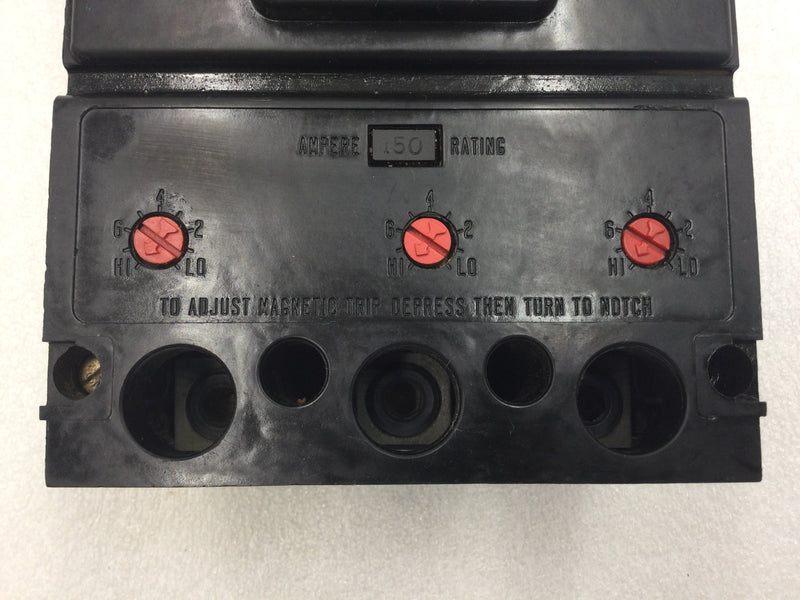 AMPERE 150 RATING
4 4 4
6 2 6 2 6 2
HI LO HI LO HI LO
TO ADJUST MAGNETIC TRIP DEPRESS THEN TURN TO NOTCH